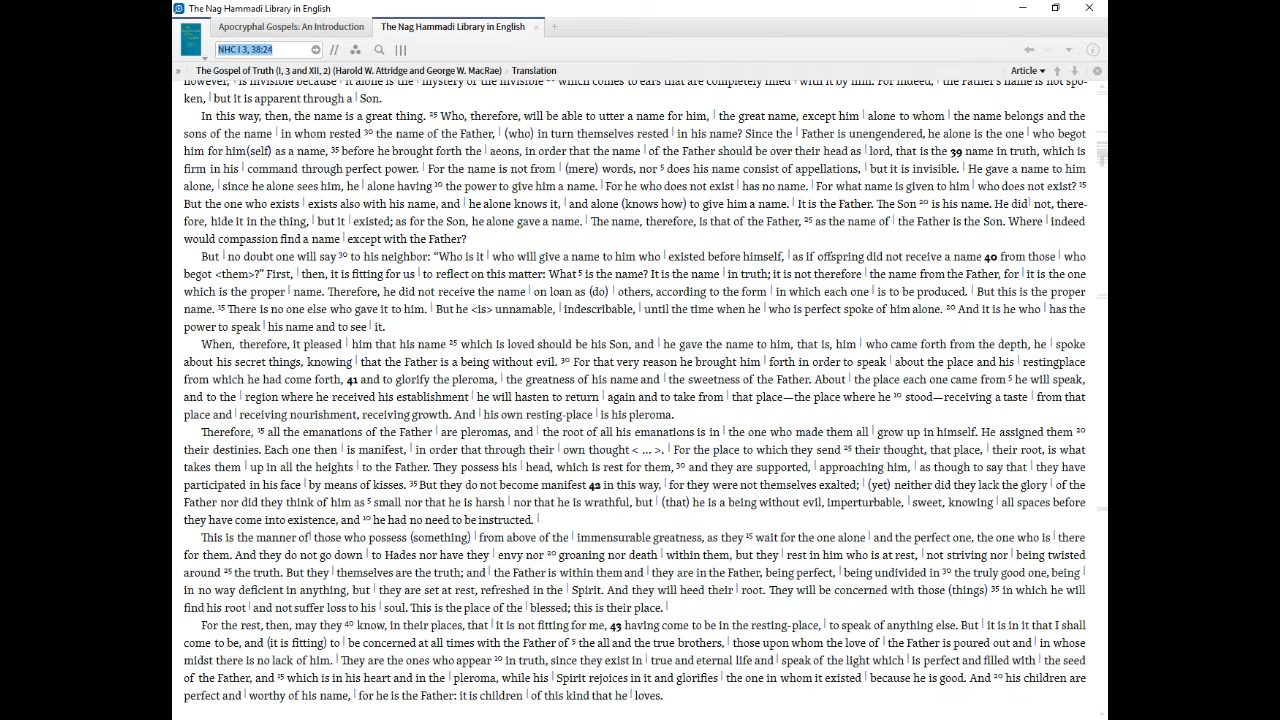 The Nag Hammadi Library in English
Apocryphal Gospels: An Introduction
The Nag Hammadi Library in English
NHC I 3, 38:24
The Gospel of Truth (I, 3 and XII, 2) (Harold W. Attridge and George W. MacRae) | Translation
Article
however, | is invisible because | it alone is the | mystery of the invisible which comes to ears that are completely filled | with it by him. For indeed, | the Father's name is not spo-
ken, | but it is apparent through a | Son.
In this way, then, the name is a great thing. 25 Who, therefore, will be able to utter a name for him, | the great name, except him | alone to whom | the name belongs and the
sons of the name | in whom rested 30 the name of the Father, | (who) in turn themselves rested | in his name? Since the | Father is unengendered, he alone is the one | who begot
him for him(self) as a name, 35 before he brought forth the | aeons, in order that the name | of the Father should be over their head as | lord, that is the 39 name in truth, which is
firm in his | command through perfect power. | For the name is not from | (mere) words, nor | does his name consist of appellations, | but it is invisible. | He gave a name to him
alone, | since he alone sees him, he | alone having 10 the power to give him a name. | For he who does not exist | has no name. | For what name is given to him | who does not exist? 15
But the one who exists | exists also with his name, and | he alone knows it, | and alone (knows how) to give him a name. | It is the Father. The Son 20 is his name. He did | not, there-
fore, hide it in the thing, | but it | existed; as for the Son, he alone gave a name. | The name, therefore, is that of the Father, 25 as the name of | the Father is the Son. Where | indeed
would compassion find a name | except with the Father?
But | no doubt one will say 30 to his neighbor: “Who is it | who will give a name to him who | existed before himself, | as if offspring did not receive a name 40 from those | who
begot <them>?” First, | then, it is fitting for us | to reflect on this matter: What 5 is the name? It is the name | in truth; it is not therefore | the name from the Father, for | it is the one
which is the proper | name. Therefore, he did not receive the name | on loan as (do) | others, according to the form | in which each one | is to be produced. | But this is the proper
name. 15 There is no one else who gave it to him. | But he <is> unnamable, | indescribable, | until the time when he | who is perfect spoke of him alone. 20 And it is he who | has the
power to speak | his name and to see | it.
When, therefore, it pleased | him that his name 25 which is loved should be his Son, and | he gave the name to him, that is, him | who came forth from the depth, he | spoke
about his secret things, knowing | that the Father is a being without evil. 30 For that very reason he brought him | forth in order to speak | about the place and his | restingplace
from which he had come forth, 41 and to glorify the pleroma, | the greatness of his name and | the sweetness of the Father. About | the place each one came from 5 he will speak,
and to the | region where he received his establishment | he will hasten to return | again and to take from | that place—the place where he 10 stood—receiving a taste | from that
place and | receiving nourishment, receiving growth. And | his own resting-place | is his pleroma.
Therefore, 15 all the emanations of the Father | are pleromas, and | the root of all his emanations is in | the one who made them all | grow up in himself. He assigned them 20
their destinies. Each one then | is manifest, | in order that through their | own thought < ... >. | For the place to which they send 25 their thought, that place, | their root, is what
takes them | up in all the heights | to the Father. They possess his | head, which is rest for them, 30 and they are supported, | approaching him, | as though to say that | they have
participated in his face | by means of kisses. 35 But they do not become manifest 42 in this way, | for they were not themselves exalted; | (yet) neither did they lack the glory | of the
Father nor did they think of him as 5 small nor that he is harsh | nor that he is wrathful, but | (that) he is a being without evil, imperturbable, | sweet, knowing | all spaces before
they have come into existence, and 10 he had no need to be instructed. |
This is the manner of | those who possess (something) | from above of the | immensurable greatness, as they 15 wait for the one alone | and the perfect one, the one who is | there
for them. And they do not go down | to Hades nor have they | envy nor 20 groaning nor death | within them, but they | rest in him who is at rest, | not striving nor | being twisted
around 25 the truth. But they | themselves are the truth; and | the Father is within them and | they are in the Father, being perfect, | being undivided in 30 the truly good one, being |
in no way deficient in anything, but | they are set at rest, refreshed in the | Spirit. And they will heed their | root. They will be concerned with those (things) 35 in which he will
find his root | and not suffer loss to his | soul. This is the place of the | blessed; this is their place. |
For the rest, then, may they 40 know, in their places, that | it is not fitting for me, 43 having come to be in the resting-place, | to speak of anything else. But | it is in it that I shall
come to be, and (it is fitting) to | be concerned at all times with the Father of 5 the all and the true brothers, | those upon whom the love of | the Father is poured out and | in whose
midst there is no lack of him. | They are the ones who appear 10 in truth, since they exist in | true and eternal life and | speak of the light which | is perfect and filled with | the seed
of the Father, and 15 which is in his heart and in the | pleroma, while his | Spirit rejoices in it and glorifies | the one in whom it existed | because he is good. And 20 his children are
perfect and | worthy of his name, | for he is the Father: it is children | of this kind that he | loves.